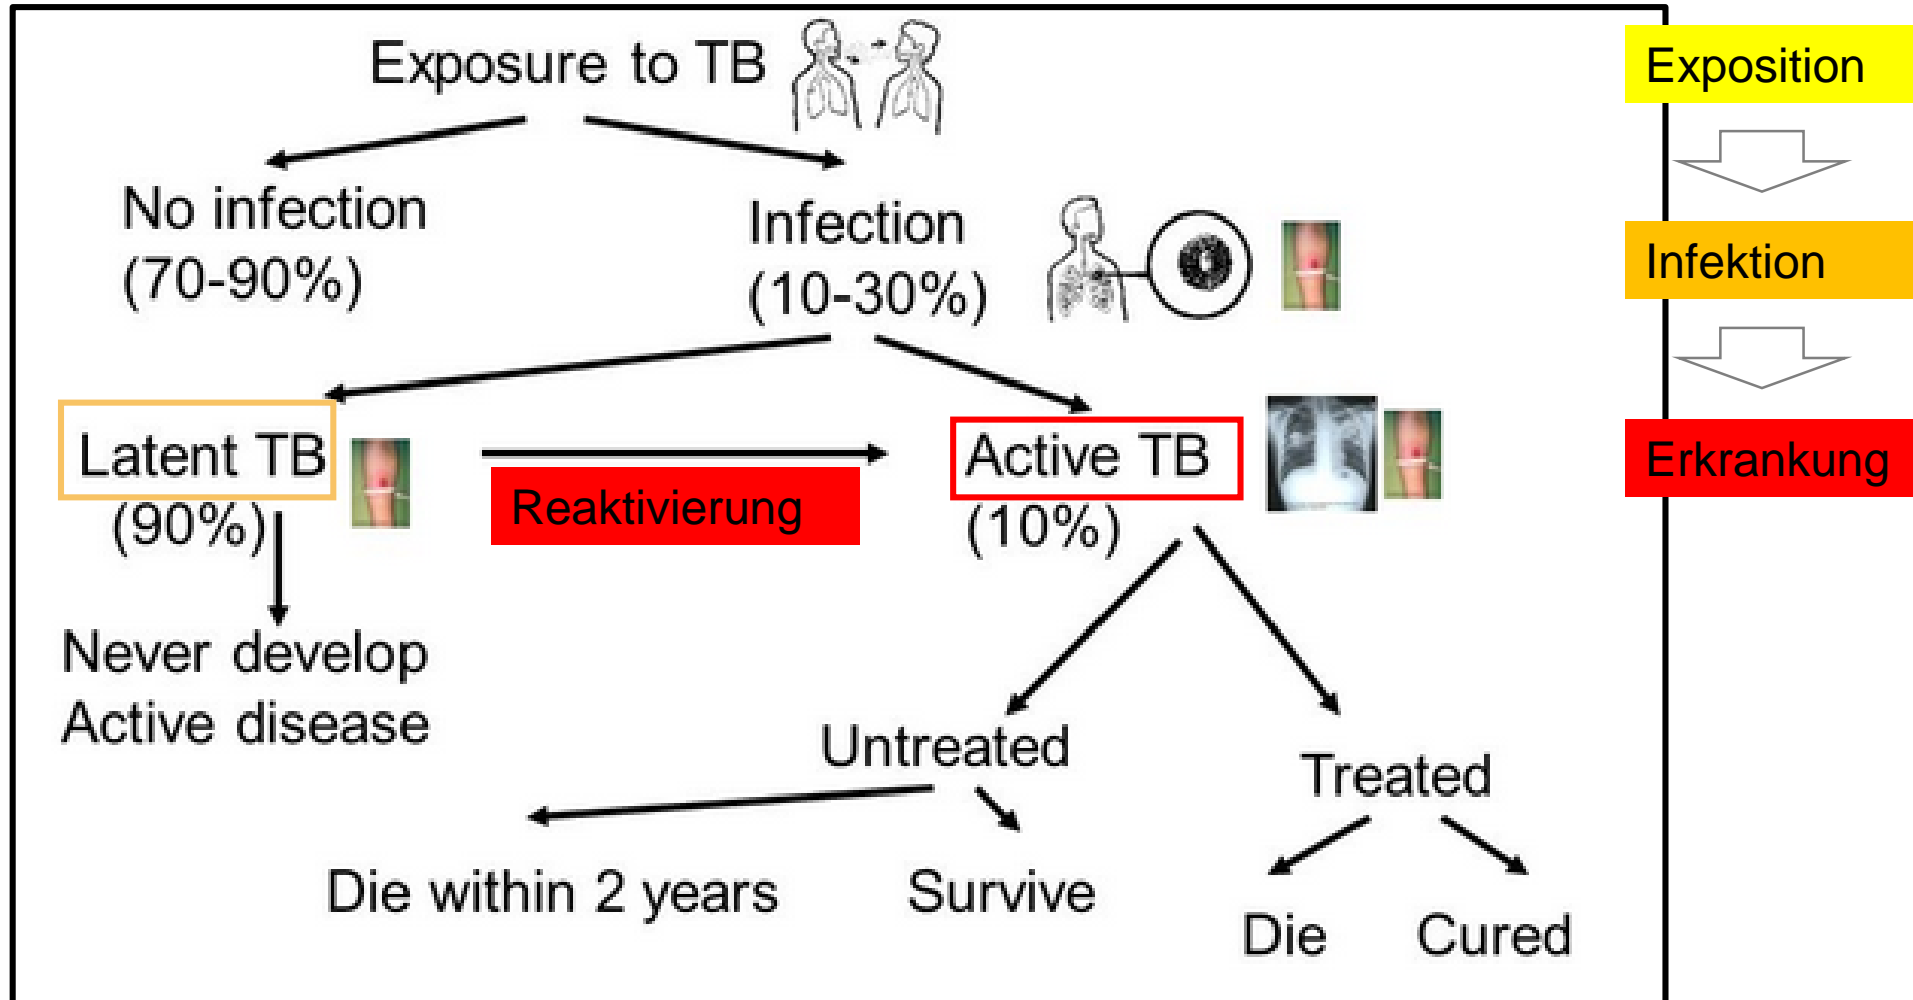 Exposure to TB
Exposition
No infection
(70-90%)
Infection
(10-30%)
Infektion
Latent TB
(90%)
Reaktivierung
Active TB
(10%)
Erkrankung
Never develop
Active disease
Untreated
Treated
Die within 2 years
Survive
Die
Cured